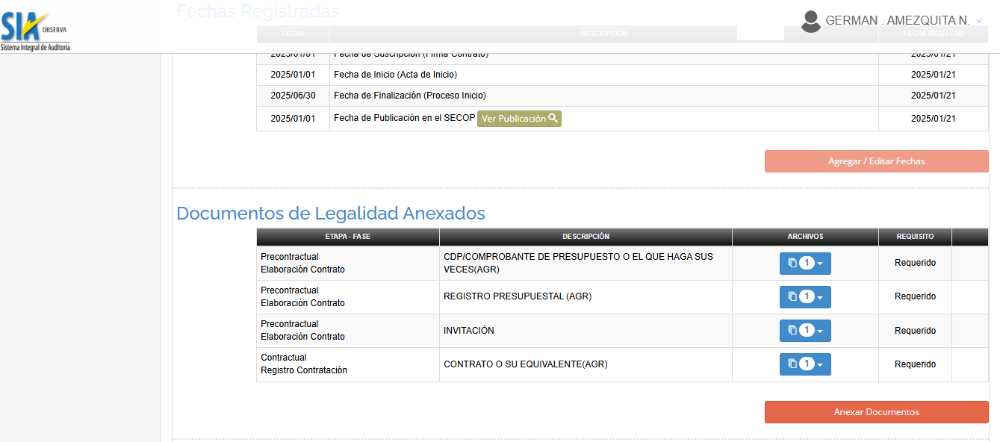 SIA OBSERVA
Sistema Integral de Auditoría
GERMAN . AMEZQUITA N.
Fechas Registradas
FECHA DESCRIPCIÓN FECHA REGISTRO
2025/01/01 Fecha de Suscripción (Firma Contrato) 2025/01/21
2025/01/01 Fecha de Inicio (Acta de Inicio) 2025/01/21
2025/06/30 Fecha de Finalización (Proceso Inicio) 2025/01/21
2025/01/01 Fecha de Publicación en el SECOP Ver Publicación 2025/01/21
Agregar / Editar Fechas
Documentos de Legalidad Anexados
ETAPA - FASE DESCRIPCIÓN ARCHIVOS REQUISITO
Precontractual
Elaboración Contrato
CDP/COMPROBANTE DE PRESUPUESTO O EL QUE HAGA SUS
VECES(AGR)
1
Requerido
Precontractual
Elaboración Contrato
REGISTRO PRESUPUESTAL (AGR)
1
Requerido
Precontractual
Elaboración Contrato
INVITACIÓN
1
Requerido
Contractual
Registro Contratación
CONTRATO O SU EQUIVALENTE(AGR)
1
Requerido
Anexar Documentos